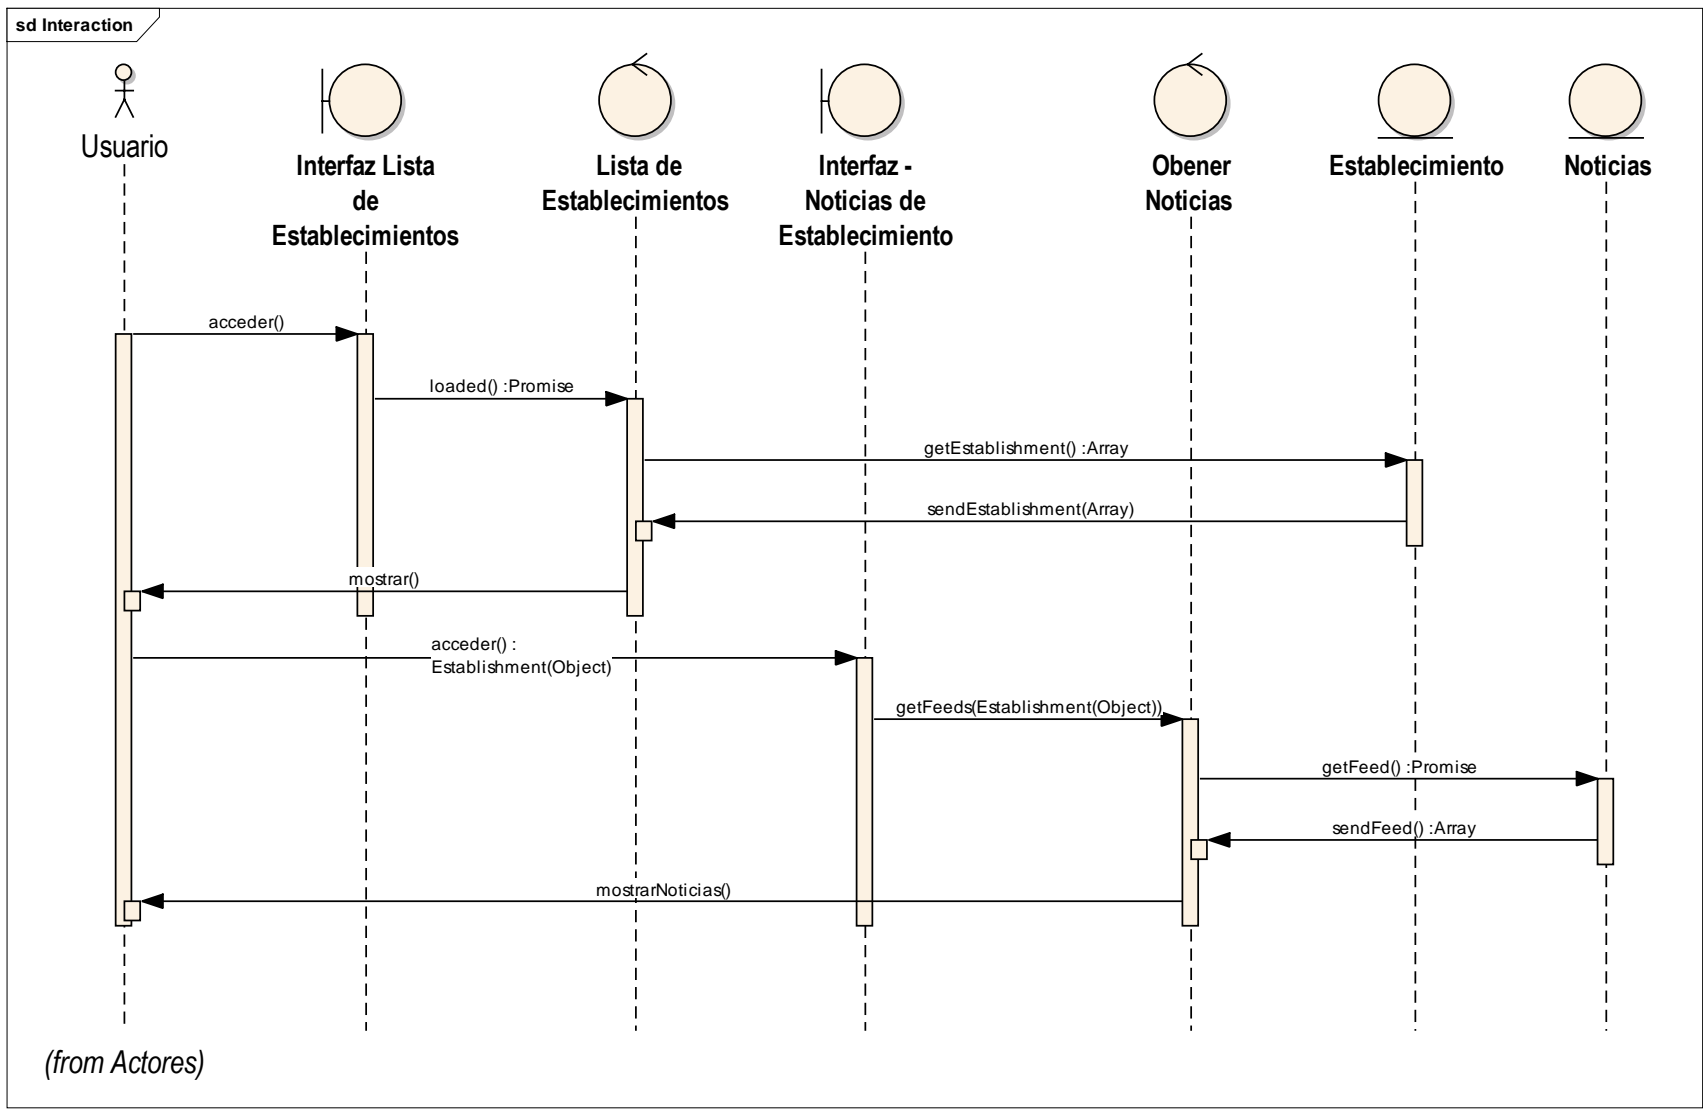 sd Interaction
Usuario
Interfaz Lista
de
Establecimientos
Lista de
Establecimientos
Interfaz -
Noticias de
Establecimiento
Obener
Noticias
Establecimiento
Noticias
acceder()
loaded() :Promise
getEstablishment() :Array
sendEstablishment(Array)
mostrar()
acceder() :
Establishment(Object)
getFeeds(Establishment(Object))
getFeed() :Promise
sendFeed() :Array
mostrarNoticias()
(from Actores)